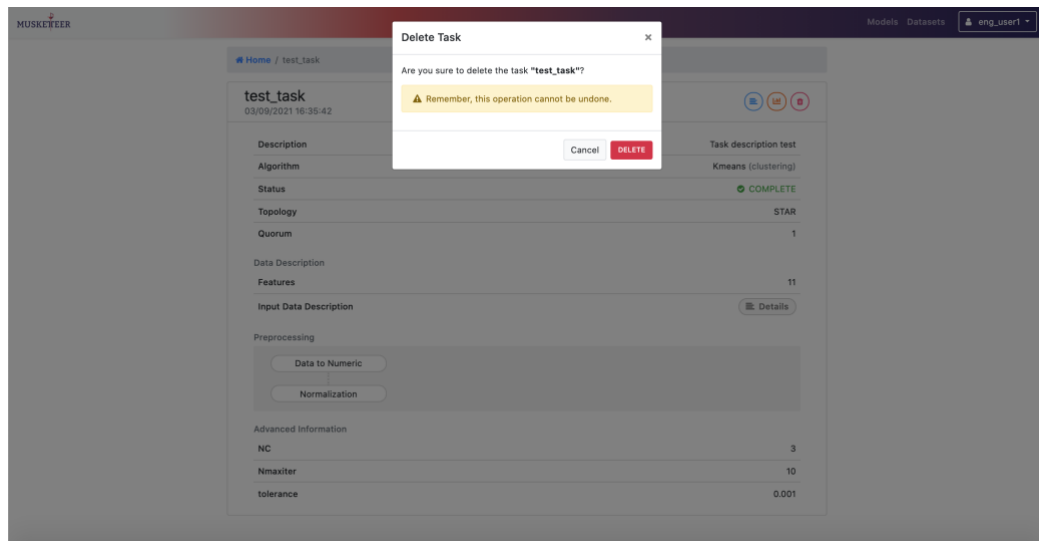 MUSKETEER
Models Datasets eng_user1
Delete Task ×
Are you sure to delete the task "test_task"?
Remember, this operation cannot be undone.
Cancel DELETE
Home / test_task
test_task
03/09/2021 16:35:42
Description Task description test
Algorithm Kmeans (clustering)
Status COMPLETE
Topology STAR
Quorum 1
Data Description
Features 11
Input Data Description Details
Preprocessing
Data to Numeric
Normalization
Advanced Information
NC 3
Nmaxiter 10
tolerance 0.001